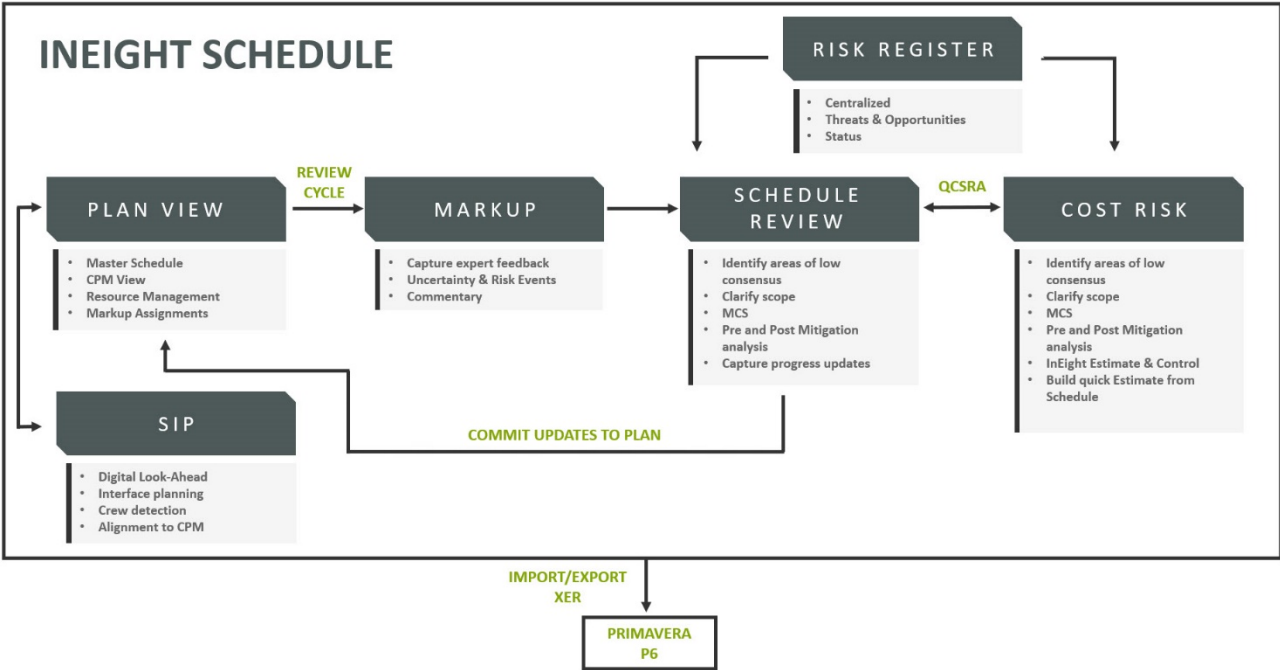 INEIGHT SCHEDULE
RISK REGISTER
• Centralized
• Threats & Opportunities
• Status
REVIEW
CYCLE
PLAN VIEW
• Master Schedule
• CPM View
• Resource Management
• Markup Assignments
MARKUP
• Capture expert feedback
• Uncertainty & Risk Events
• Commentary
SCHEDULE
REVIEW
• Identify areas of low
consensus
• Clarify scope
• MCS
• Pre and Post Mitigation
analysis
• Capture progress updates
QCSRA
COST RISK
• Identify areas of low
consensus
• Clarify scope
• MCS
• Pre and Post Mitigation
analysis
• InEight Estimate & Control
• Build quick Estimate from
Schedule
SIP
• Digital Look-Ahead
• Interface planning
• Crew detection
• Alignment to CPM
COMMIT UPDATES TO PLAN
IMPORT/EXPORT
XER
PRIMAVERA
P6